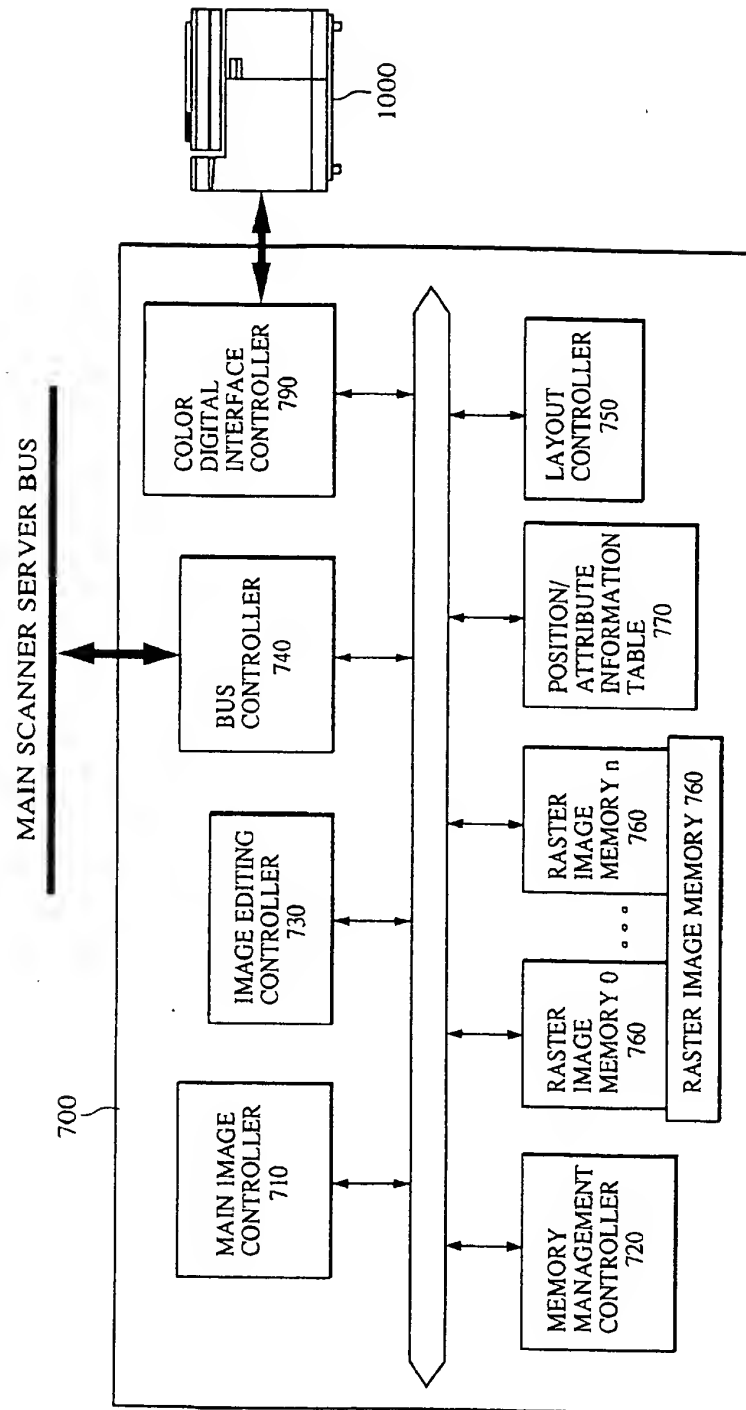 MAIN SCANNER SERVER BUS
700
1000
MAIN IMAGE
CONTROLLER
710
IMAGE EDITING
CONTROLLER
730
BUS
CONTROLLER
740
COLOR
DIGITAL
INTERFACE
CONTROLLER
790
MEMORY
MANAGEMENT
CONTROLLER
720
RASTER
IMAGE
MEMORY 0
760
RASTER
IMAGE
MEMORY n
760
RASTER IMAGE MEMORY 760
POSITION/
ATTRIBUTE
INFORMATION
TABLE
770
LAYOUT
CONTROLLER
750